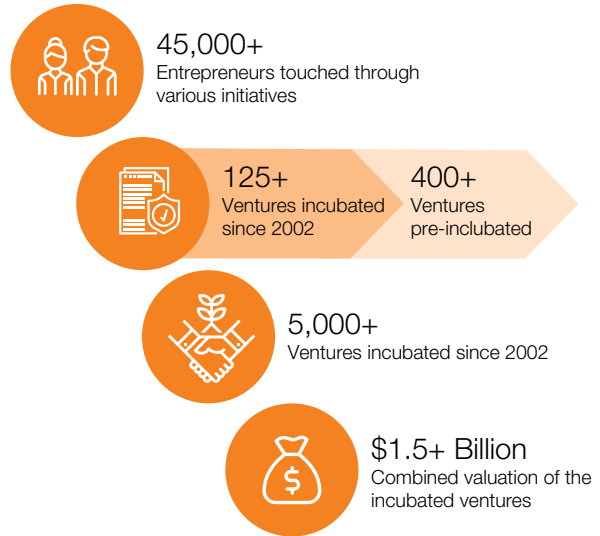 45,000+
Entrepreneurs touched through
various initiatives
125+
Ventures incubated
since 2002
400+
Ventures
pre-inclubated
5,000+
Ventures incubated since 2002
$1.5+ Billion
Combined valuation of the
incubated ventures
$